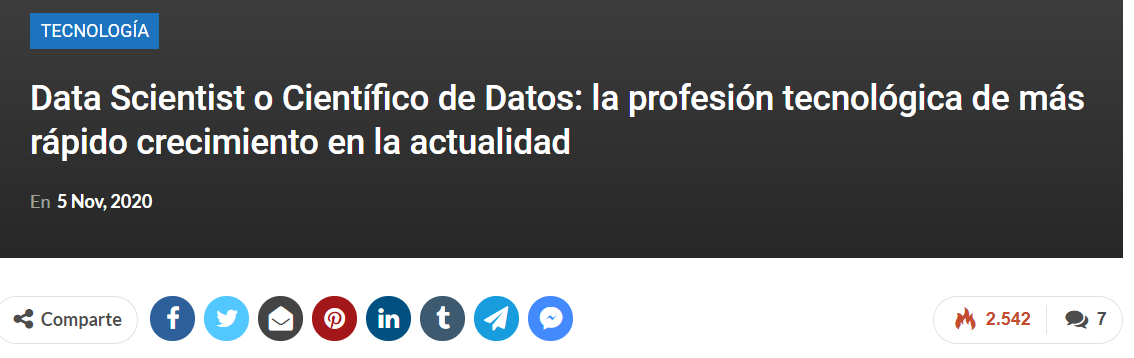 TECNOLOGÍA
Data Scientist o Científico de Datos: la profesión tecnológica de más
rápido crecimiento en la actualidad
En 5 Nov, 2020
Comparte
2.542
7